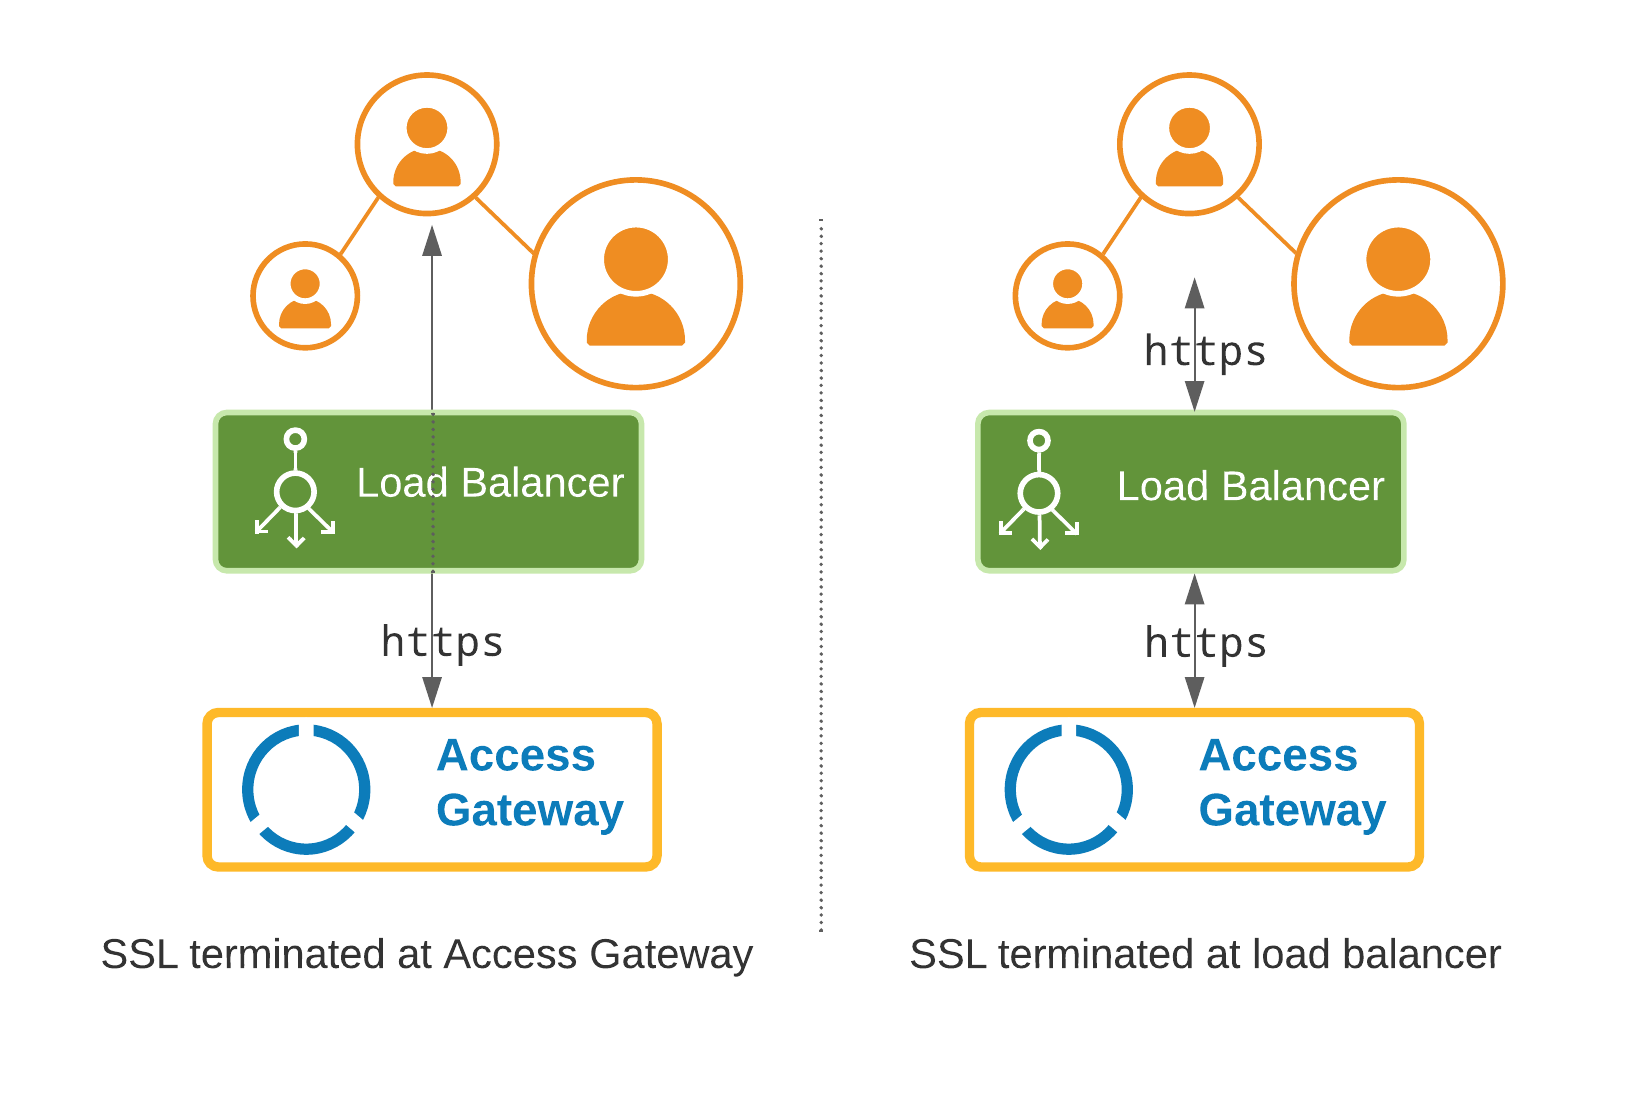 Load Balancer
https
Access
Gateway
SSL terminated at Access Gateway
https
Load Balancer
https
Access
Gateway
SSL terminated at load balancer